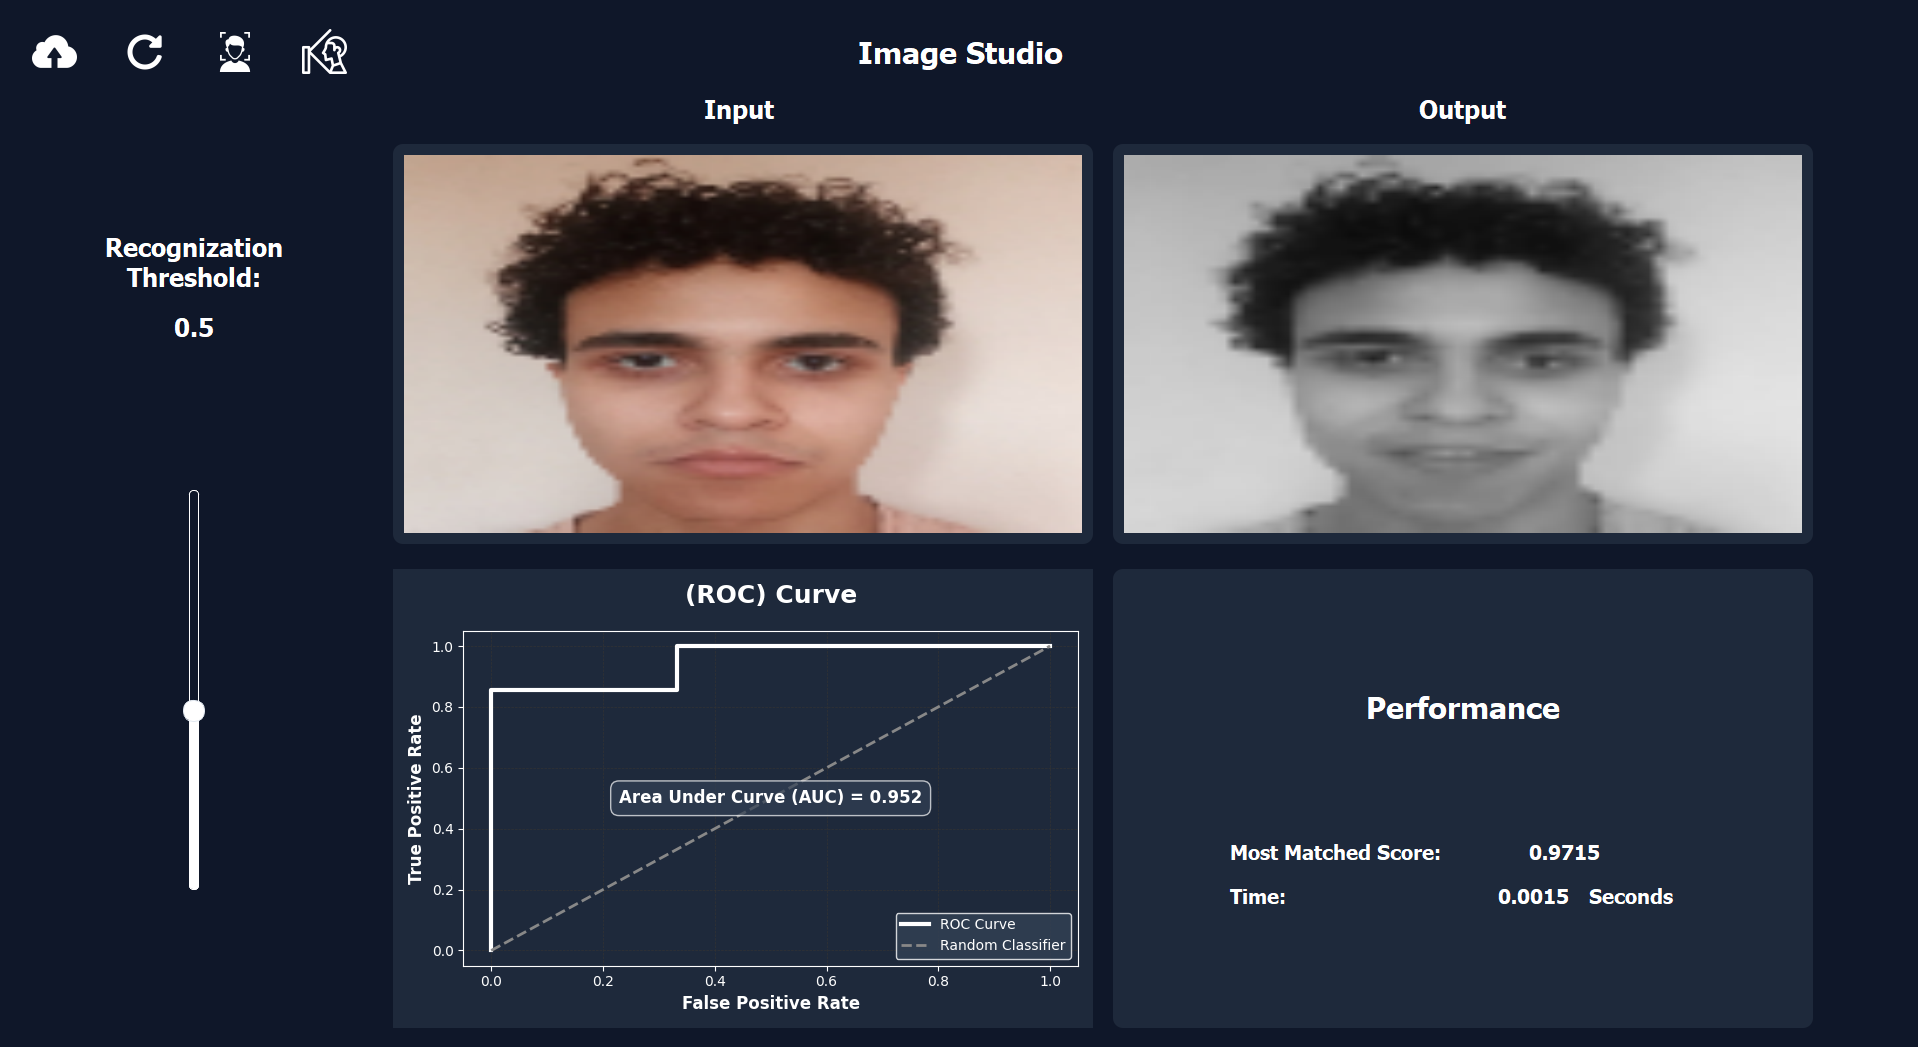 Image Studio
Input
Output
Recognization
Threshold:
0.5
(ROC) Curve
True Positive Rate
1.0
0.8
0.6
0.4
0.2
0.0
Area Under Curve (AUC) = 0.952
ROC Curve
Random Classifier
0.0 0.2 0.4 0.6 0.8 1.0
False Positive Rate
Performance
Most Matched Score: 0.9715
Time: 0.0015 Seconds